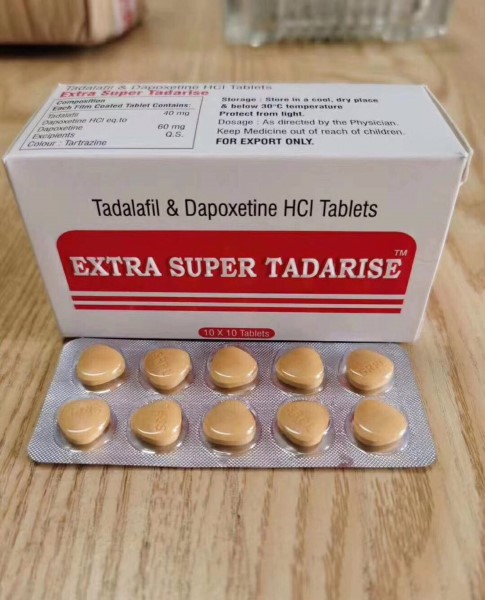 Tadalafil & Dapoxetine HCl Tablets
Extra Super Tadarise
Composition
Each Film Coated Tablet Contains:
Tadalafil 40 mg
Dapoxetine HCl eq.to
Dapoxetine 60 mg
Excipients Q.S.
Colour : Tartrazine
Storage : Store in a cool, dry place
& below 30°C temperature
Protect from light.
Dosage : As directed by the Physician.
Keep Medicine out of reach of children.
FOR EXPORT ONLY.
Tadalafil & Dapoxetine HCl Tablets
EXTRA SUPER TADARISE™
10 X 10 Tablets